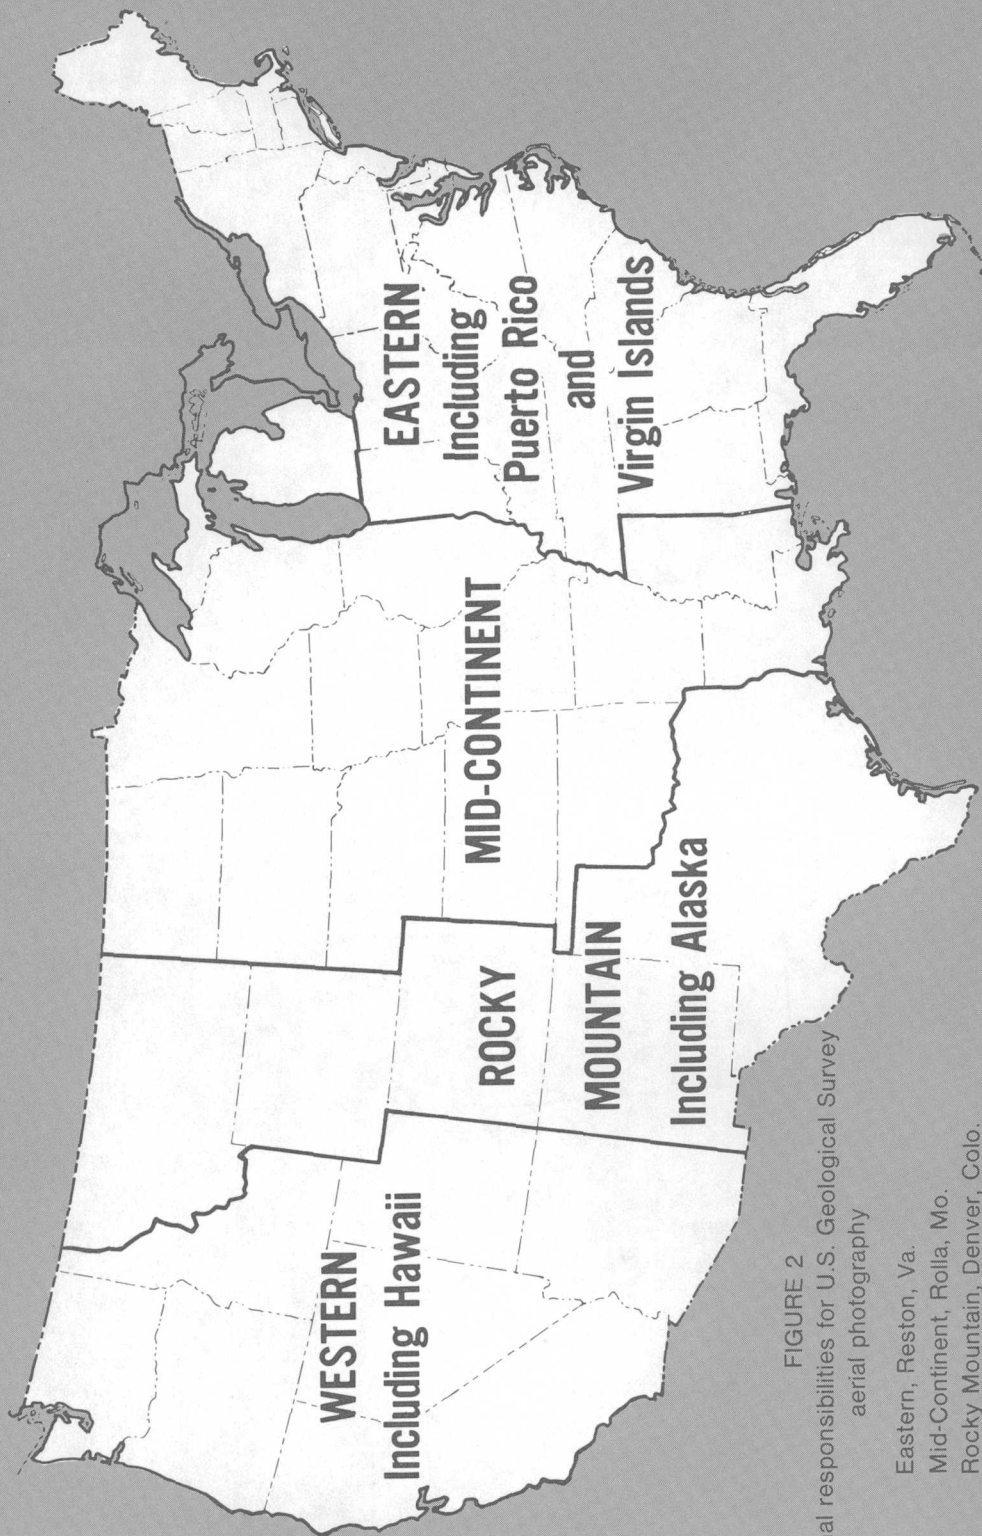 WESTERN
Including Hawaii
ROCKY
MOUNTAIN
Including Alaska
MID-CONTINENT
EASTERN
Including
Puerto Rico
and
Virgin Islands
FIGURE 2
al responsibilities for U.S. Geological Survey
aerial photography
Eastern, Reston, Va.
Mid-Continent, Rolla, Mo.
Rocky Mountain, Denver, Colo.